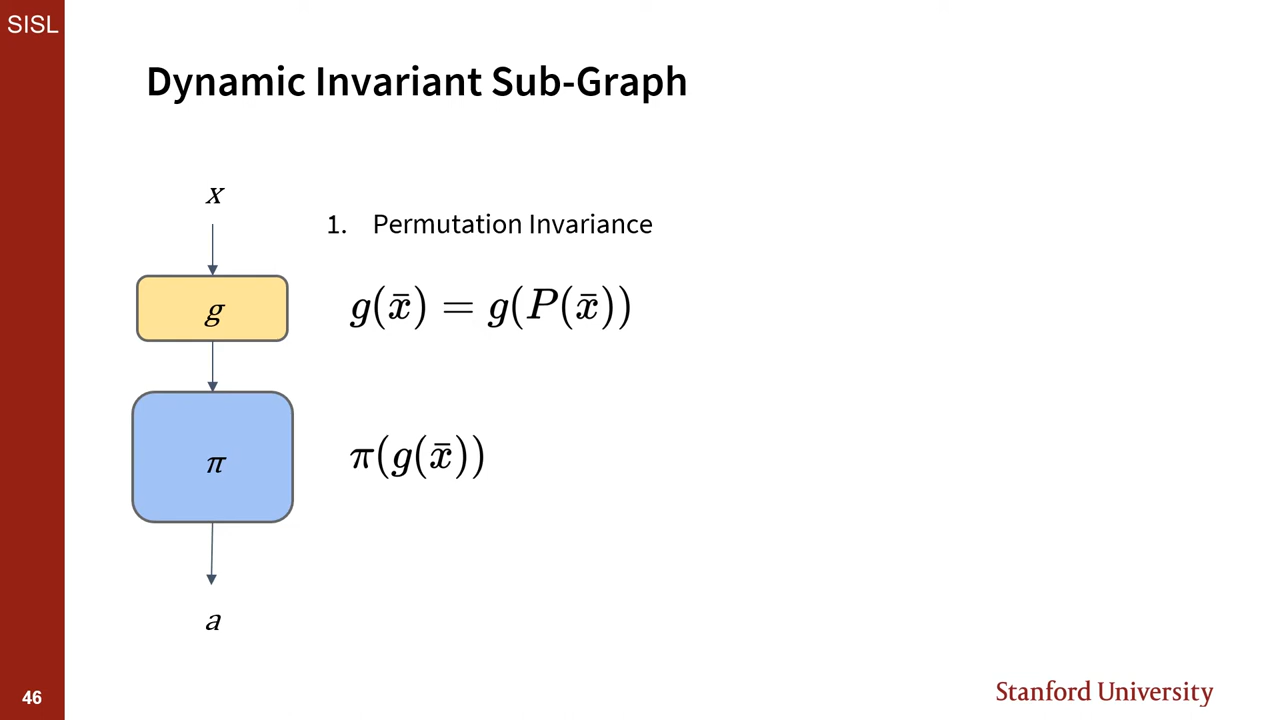 SISL
Dynamic Invariant Sub-Graph
x
1. Permutation Invariance
g
g(x̄) = g(P(x̄))
π
π(g(x̄))
a
46
Stanford University